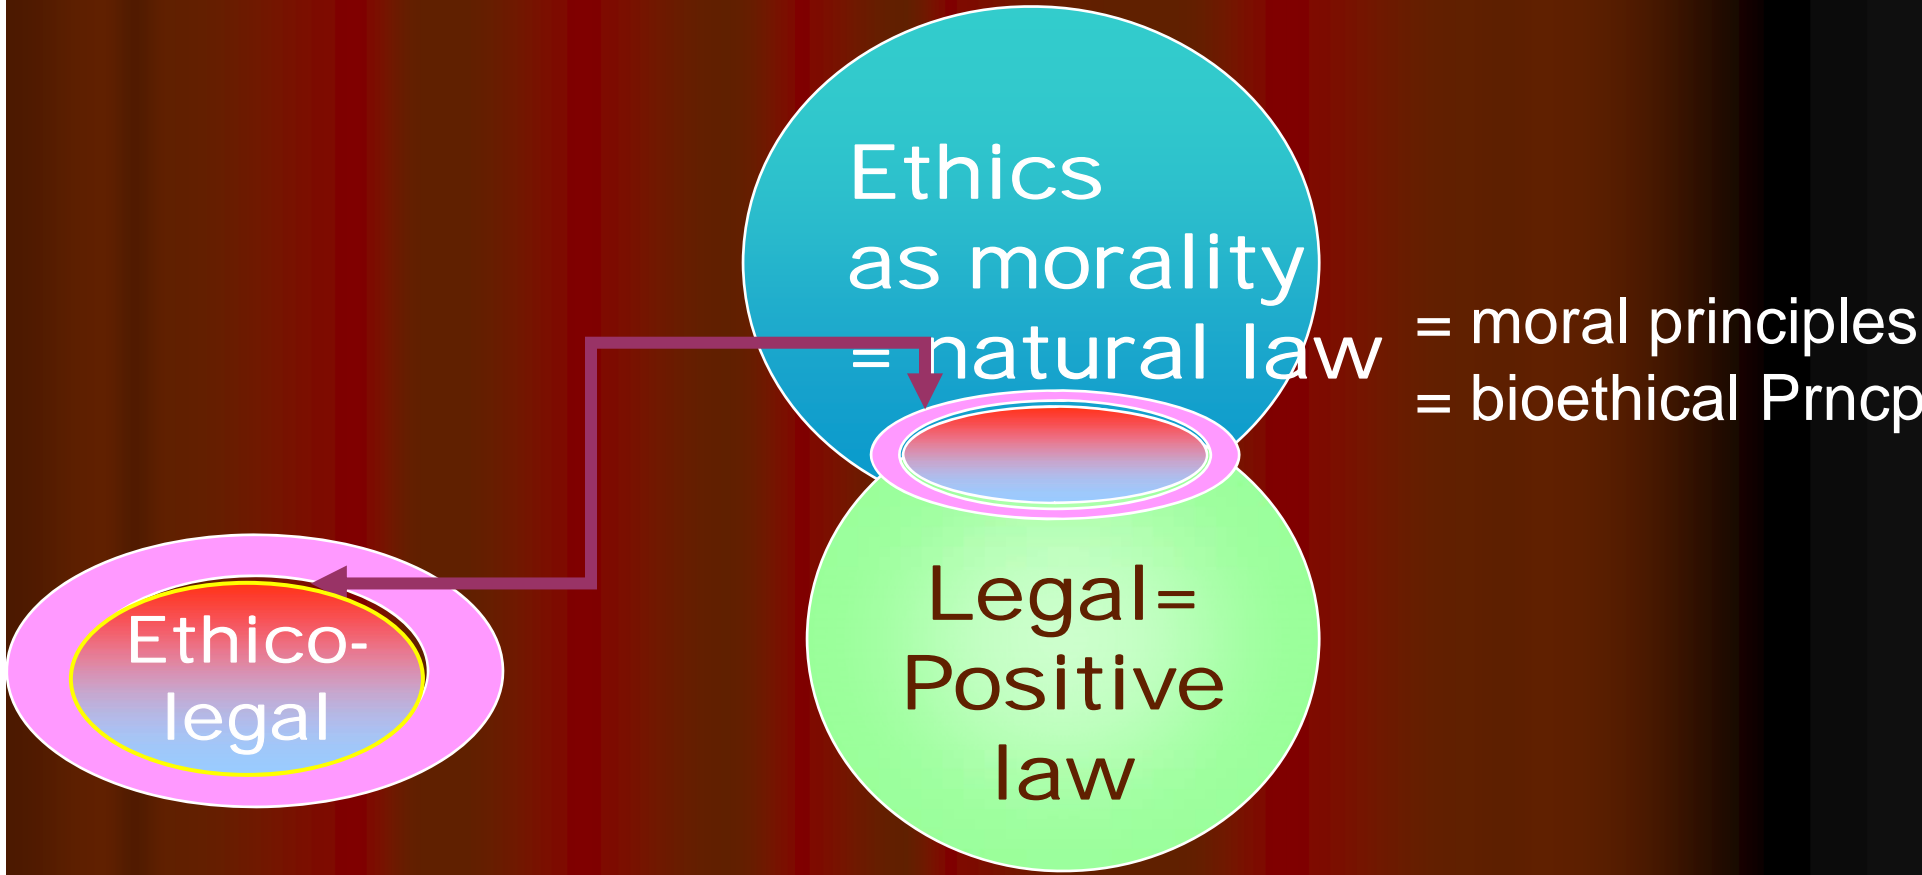 Ethics
as morality
= natural law
= moral principles
= bioethical Prncp
Ethico-
legal
Legal=
Positive
law